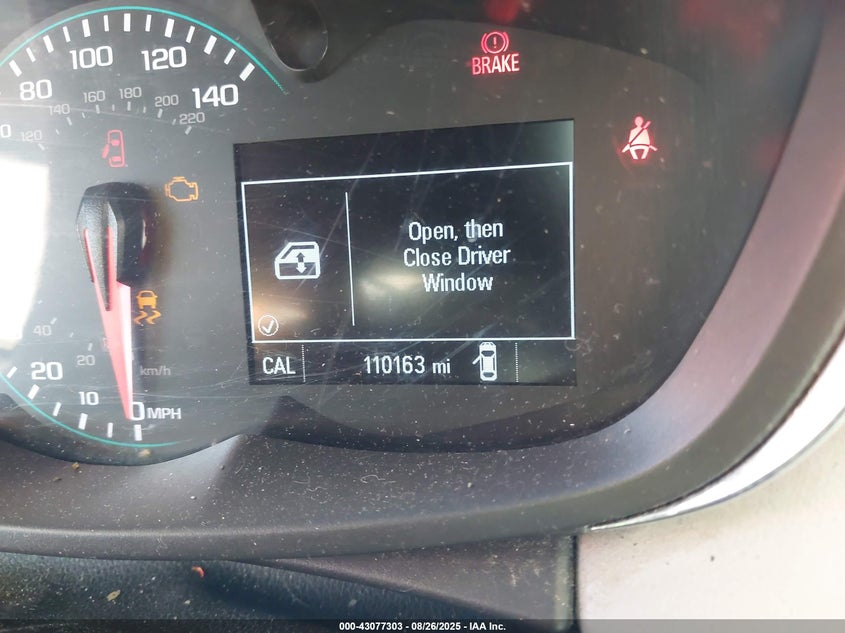 100
120
80
140
140
160
180
200
220
120
BRAKE
Open, then
Close Driver
Window
40
20
20
km/h
10
0 MPH
CAL
110163 mi
000-43077303 - 08/26/2025 - IAA Inc.